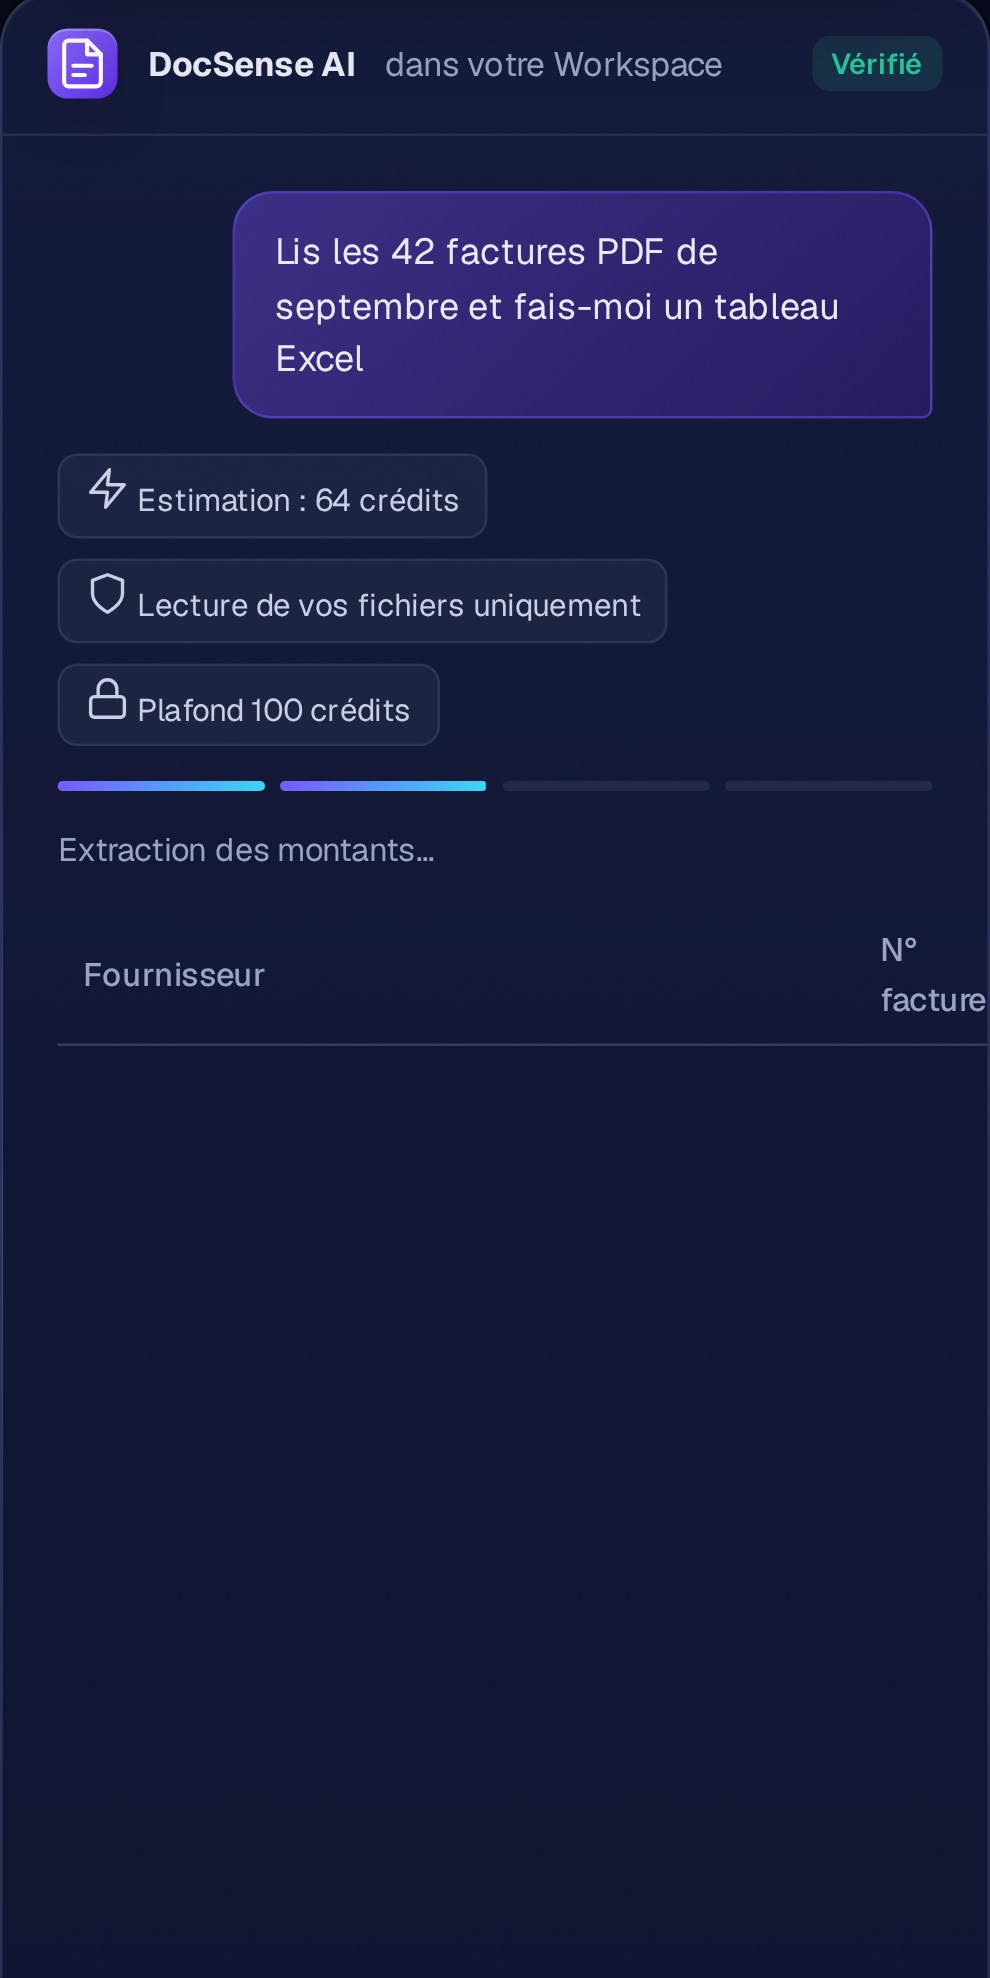 DocSense AI dans votre Workspace Vérifié
Lis les 42 factures PDF de
septembre et fais-moi un tableau
Excel
Estimation : 64 crédits
Lecture de vos fichiers uniquement
Plafond 100 crédits
Extraction des montants...
Fournisseur
N°
facture